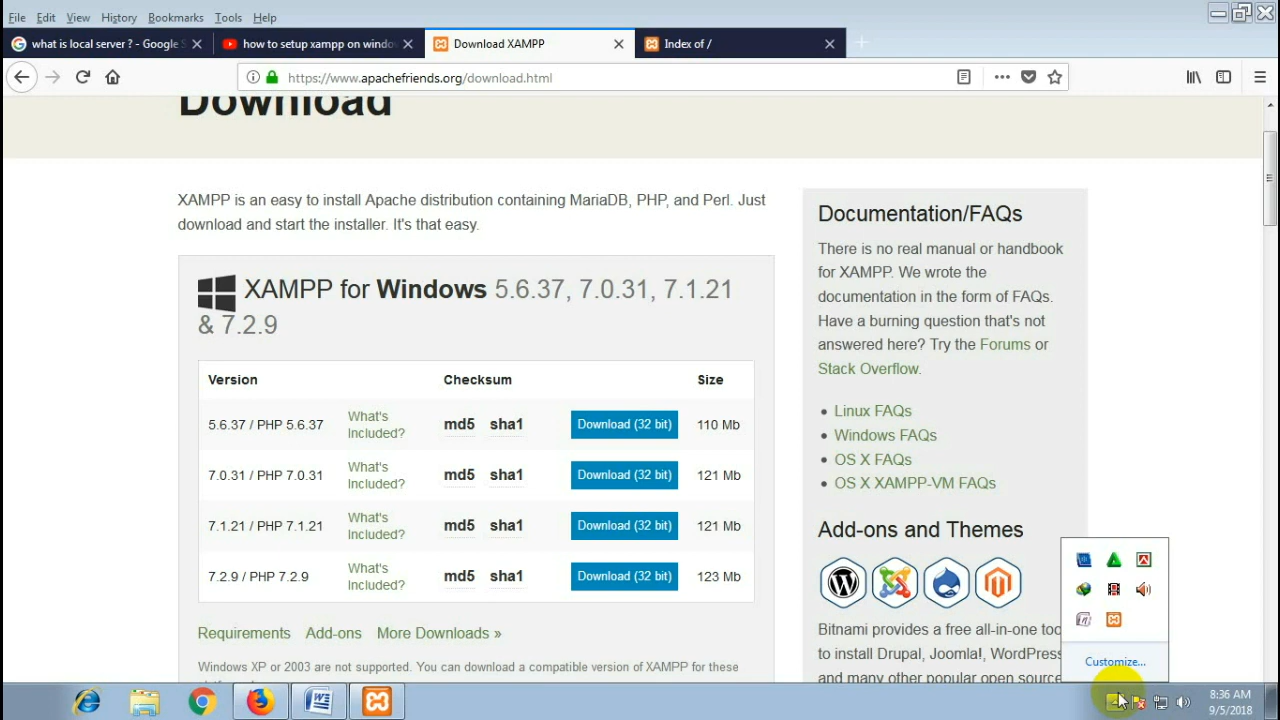 File Edit View History Bookmarks Tools Help
what is local server ? - Google S
how to setup xampp on windo
Download XAMPP
Index of /
https://www.apachefriends.org/download.html
Download
XAMPP is an easy to install Apache distribution containing MariaDB, PHP, and Perl. Just
download and start the installer. It's that easy.
XAMPP for Windows 5.6.37, 7.0.31, 7.1.21
& 7.2.9
Version Checksum Size
5.6.37 / PHP 5.6.37 What's Included? md5 sha1 Download (32 bit) 110 Mb
7.0.31 / PHP 7.0.31 What's Included? md5 sha1 Download (32 bit) 121 Mb
7.1.21 / PHP 7.1.21 What's Included? md5 sha1 Download (32 bit) 121 Mb
7.2.9 / PHP 7.2.9 What's Included? md5 sha1 Download (32 bit) 123 Mb
Requirements Add-ons More Downloads »
Windows XP or 2003 are not supported. You can download a compatible version of XAMPP for these
Documentation/FAQs
There is no real manual or handbook
for XAMPP. We wrote the
documentation in the form of FAQs.
Have a burning question that's not
answered here? Try the Forums or
Stack Overflow.
Linux FAQs
Windows FAQs
OS X FAQs
OS X XAMPP-VM FAQs
Add-ons and Themes
Bitnami provides a free all-in-one too
to install Drupal, Joomla!, WordPress
and many other popular open source
Customize...
8:36 AM
9/5/2018